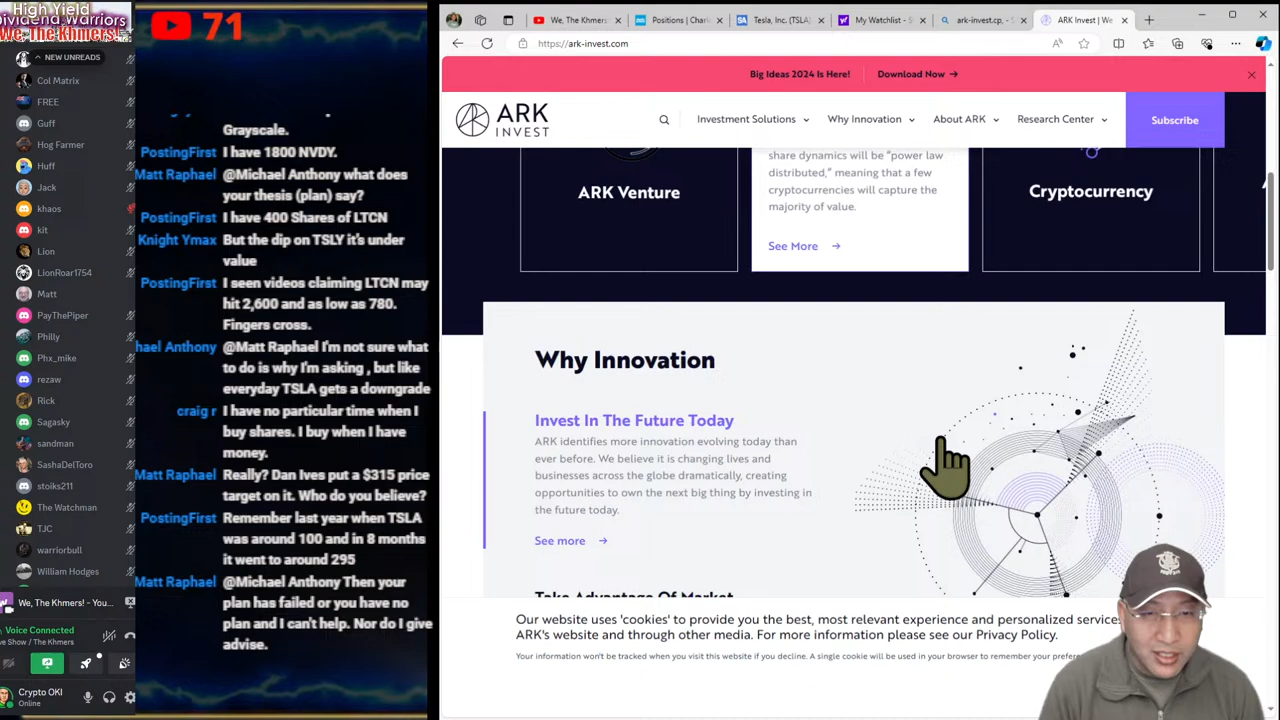 High Yield
Dividend Warriors
We, The Khmers!
NEW UNREADS
Col Matrix
FREE
Guff
Hog Farmer
Huff
Jack
khaos
kit
Lion
LionRoar1754
Matt
PayThePiper
Philly
Phx_mike
rezaw
Rick
Sagasky
sandman
SashaDelToro
stoiks211
The Watchman
TJC
warriorbull
William Hodges
We, The Khmers! - You...
Voice Connected
ve Show / The Khmers
Crypto OKI
Online
71
Grayscale.
PostingFirst I have 1800 NVDY.
Matt Raphael @Michael Anthony what does
your thesis (plan) say?
PostingFirst I have 400 Shares of LTCN
Knight Ymax But the dip on TSLY it's under
value
PostingFirst I seen videos claiming LTCN may
hit 2,600 and as low as 780.
Fingers cross.
hael Anthony @Matt Raphael I'm not sure what
to do is why I'm asking , but like
everyday TSLA gets a downgrade
craig r I have no particular time when I
buy shares. I buy when I have
money.
Matt Raphael Really? Dan Ives put a $315 price
target on it. Who do you believe?
PostingFirst Remember last year when TSLA
was around 100 and in 8 months
it went to around 295
Matt Raphael @Michael Anthony Then your
plan has failed or you have no
plan and I can't help. Nor do I give
advise.
We, The Khmers!
Positions | Charl
Tesla, Inc. (TSLA)
My Watchlist - S
ark-invest.cp, - S
ARK Invest | We
https://ark-invest.com
Big Ideas 2024 Is Here! Download Now →
ARK
INVEST
Investment Solutions Why Innovation About ARK Research Center Subscribe
ARK Venture
share dynamics will be "power law
distributed," meaning that a few
cryptocurrencies will capture the
majority of value.
See More →
Cryptocurrency
Why Innovation
Invest In The Future Today
ARK identifies more innovation evolving today than
ever before. We believe it is changing lives and
businesses across the globe dramatically, creating
opportunities to own the next big thing by investing in
the future today.
See more →
Take Advantage Of Market
Our website uses 'cookies' to provide you the best, most relevant experience and personalized services
ARK's website and through other media. For more information please see our Privacy Policy.
Your information won't be tracked when you visit this website if you decline. A single cookie will be used in your browser to remember your prefer